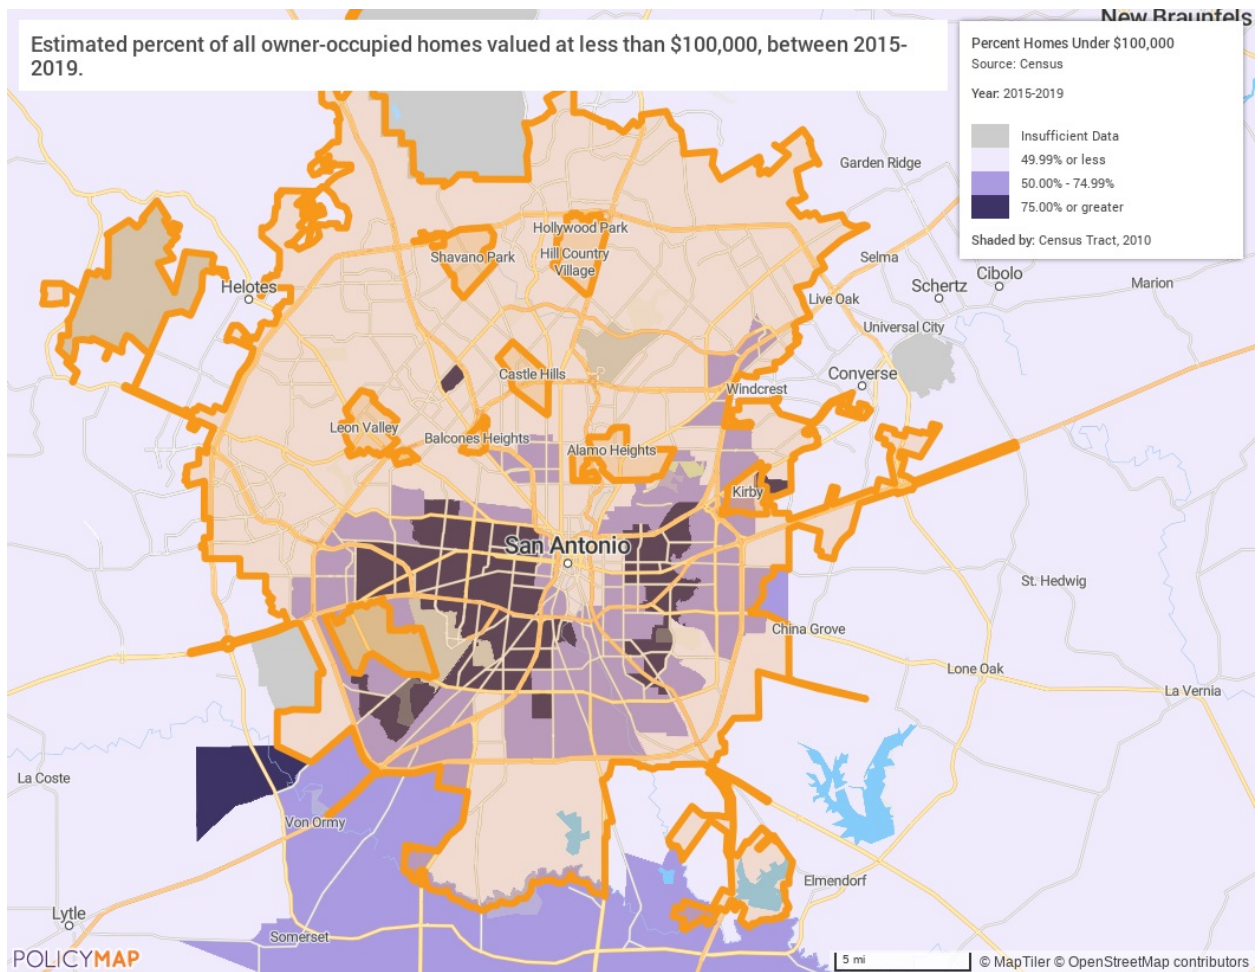 New Braunfels
Estimated percent of all owner-occupied homes valued at less than $100,000, between 2015-
2019.
Percent Homes Under $100,000
Source: Census
Year: 2015-2019
Insufficient Data
49.99% or less
50.00% - 74.99%
75.00% or greater
Shaded by: Census Tract, 2010
Garden Ridge
Hollywood Park
Shavano Park
Hill Country
Village
Selma
Helotes
Schertz
Cibolo
Marion
Live Oak
Universal City
Castle Hills
Converse
Windcrest
Leon Valley
Balcones Heights
Alamo Heights
Kirby
San Antonio
St. Hedwig
China Grove
Lone Oak
La Vernia
La Coste
Von Ormy
Elmendorf
Lytle
Somerset
POLICYMAP
5 mi
© MapTiler © OpenStreetMap contributors